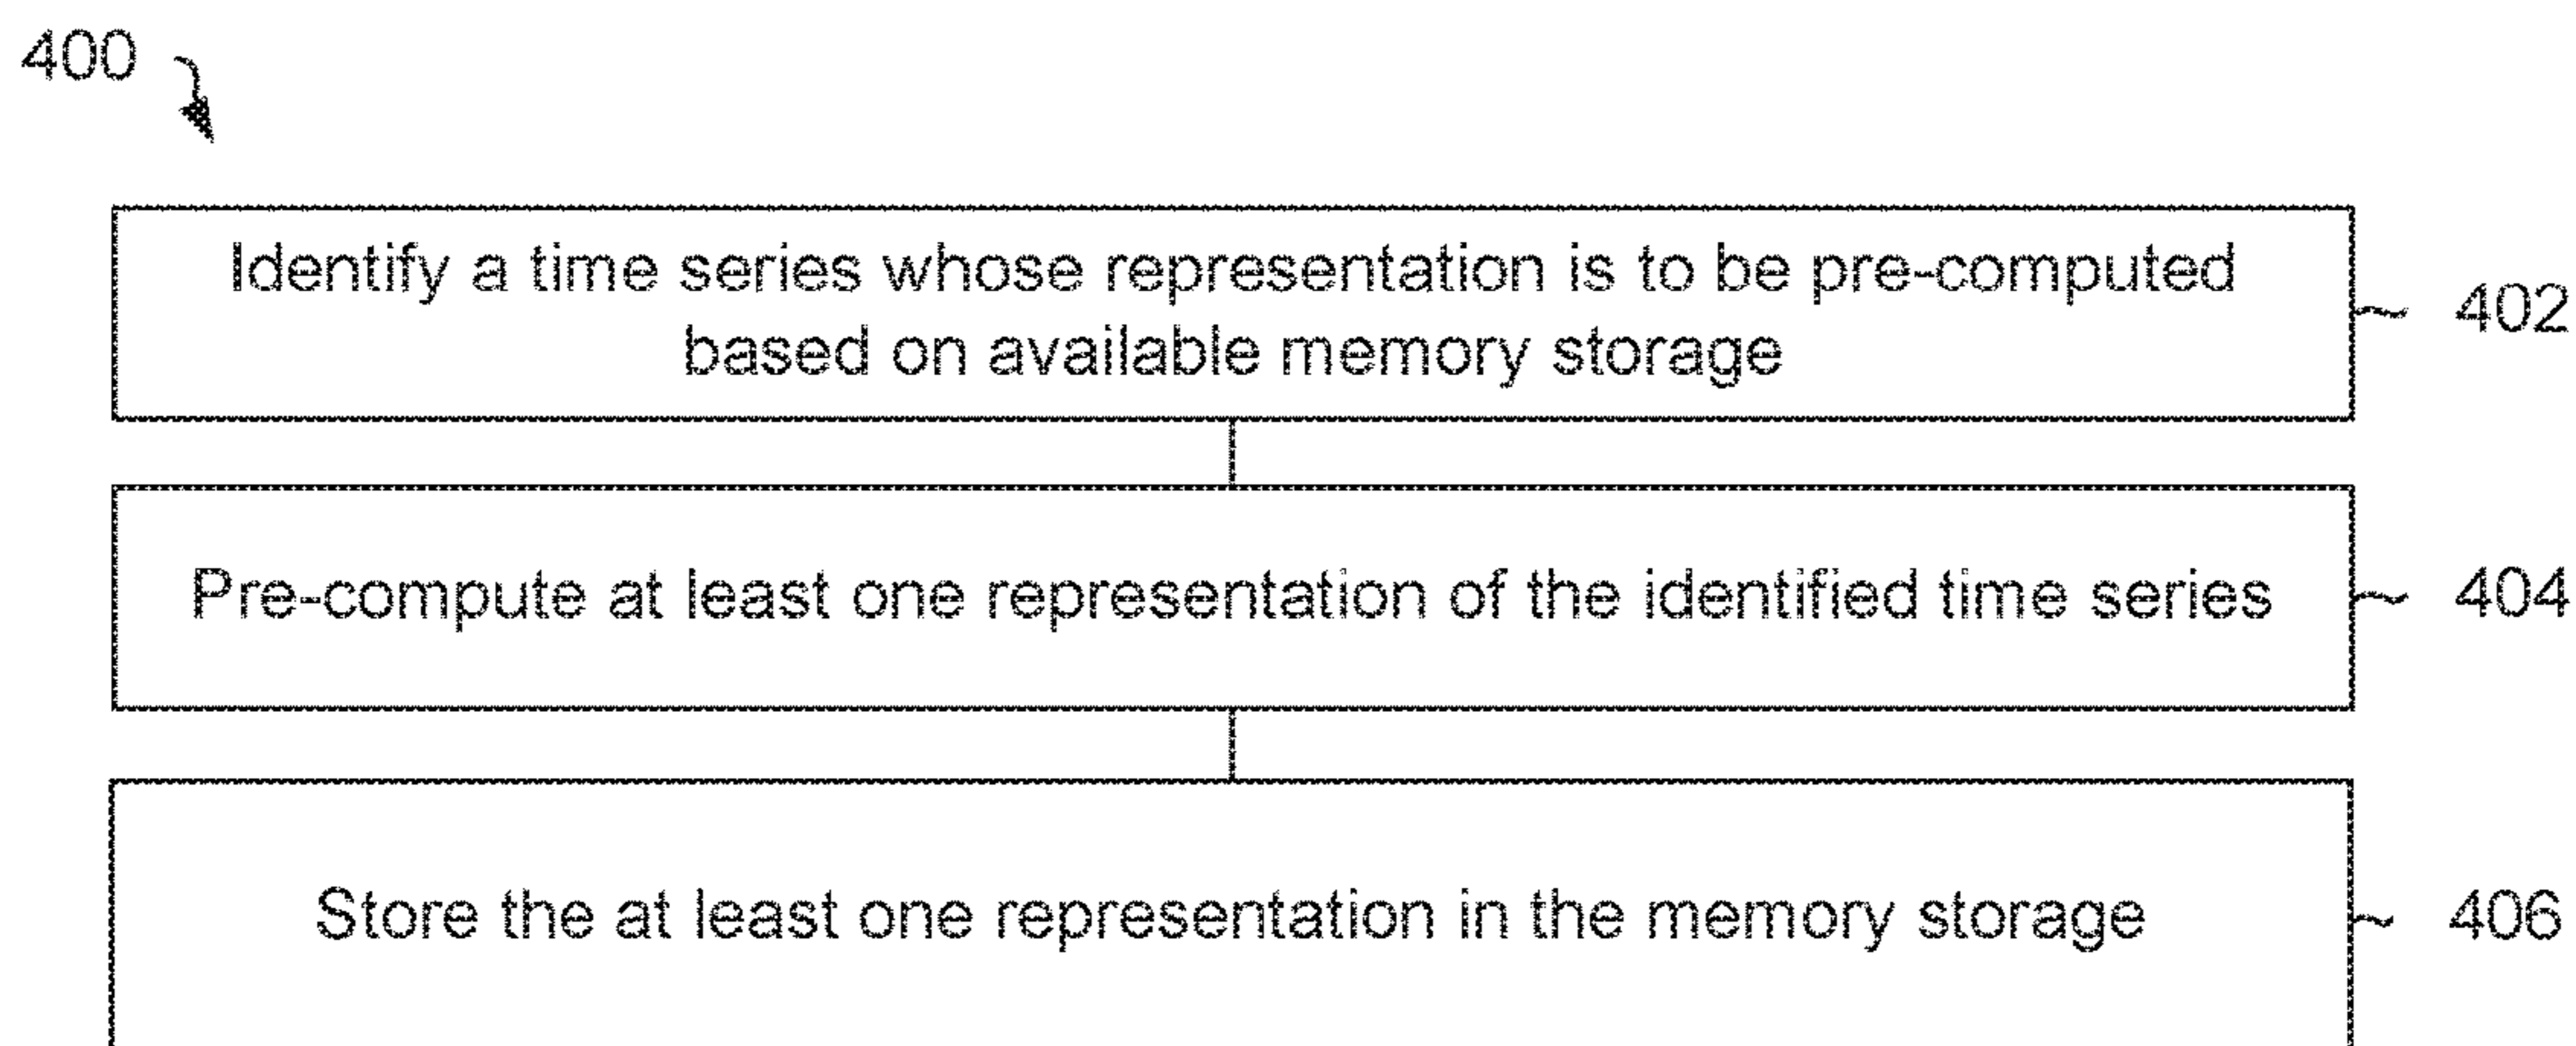 400
Identify a time series whose representation is to be pre-computed
based on available memory storage
402
Pre-compute at least one representation of the identified time series
404
Store the at least one representation in the memory storage
406